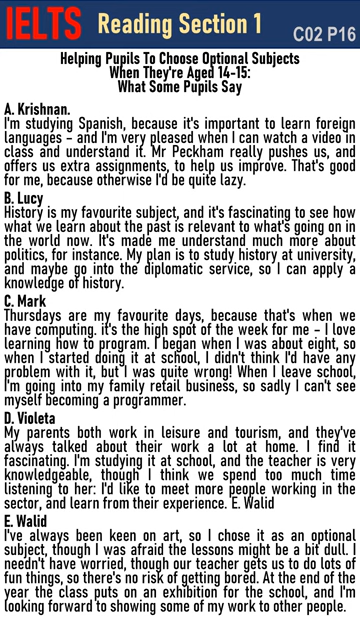 IELTS Reading Section 1 C02 P16
Helping Pupils To Choose Optional Subjects
When They're Aged 14-15:
What Some Pupils Say
A. Krishnan.
I'm studying Spanish, because it's important to learn foreign
languages – and I'm very pleased when I can watch a video in
class and understand it. Mr Peckham really pushes us, and
offers us extra assignments, to help us improve. That's good
for me, because otherwise I'd be quite lazy.
B. Lucy
History is my favourite subject, and it's fascinating to see how
what we learn about the past is relevant to what's going on in
the world now. It's made me understand much more about
politics, for instance. My plan is to study history at university,
and maybe go into the diplomatic service, so I can apply a
knowledge of history.
C. Mark
Thursdays are my favourite days, because that's when we
have computing. it's the high spot of the week for me – I love
learning how to program. I began when I was about eight, so
when I started doing it at school, I didn't think I'd have any
problem with it, but I was quite wrong! When I leave school,
I'm going into my family retail business, so sadly I can't see
myself becoming a programmer.
D. Violeta
My parents both work in leisure and tourism, and they've
always talked about their work a lot at home. I find it
fascinating. I'm studying it at school, and the teacher is very
knowledgeable, though I think we spend too much time
listening to her: I'd like to meet more people working in the
sector, and learn from their experience. E. Walid
E. Walid
I've always been keen on art, so I chose it as an optional
subject, though I was afraid the lessons might be a bit dull. I
needn't have worried, though our teacher gets us to do lots of
fun things, so there's no risk of getting bored. At the end of the
year the class puts on an exhibition for the school, and I'm
looking forward to showing some of my work to other people.